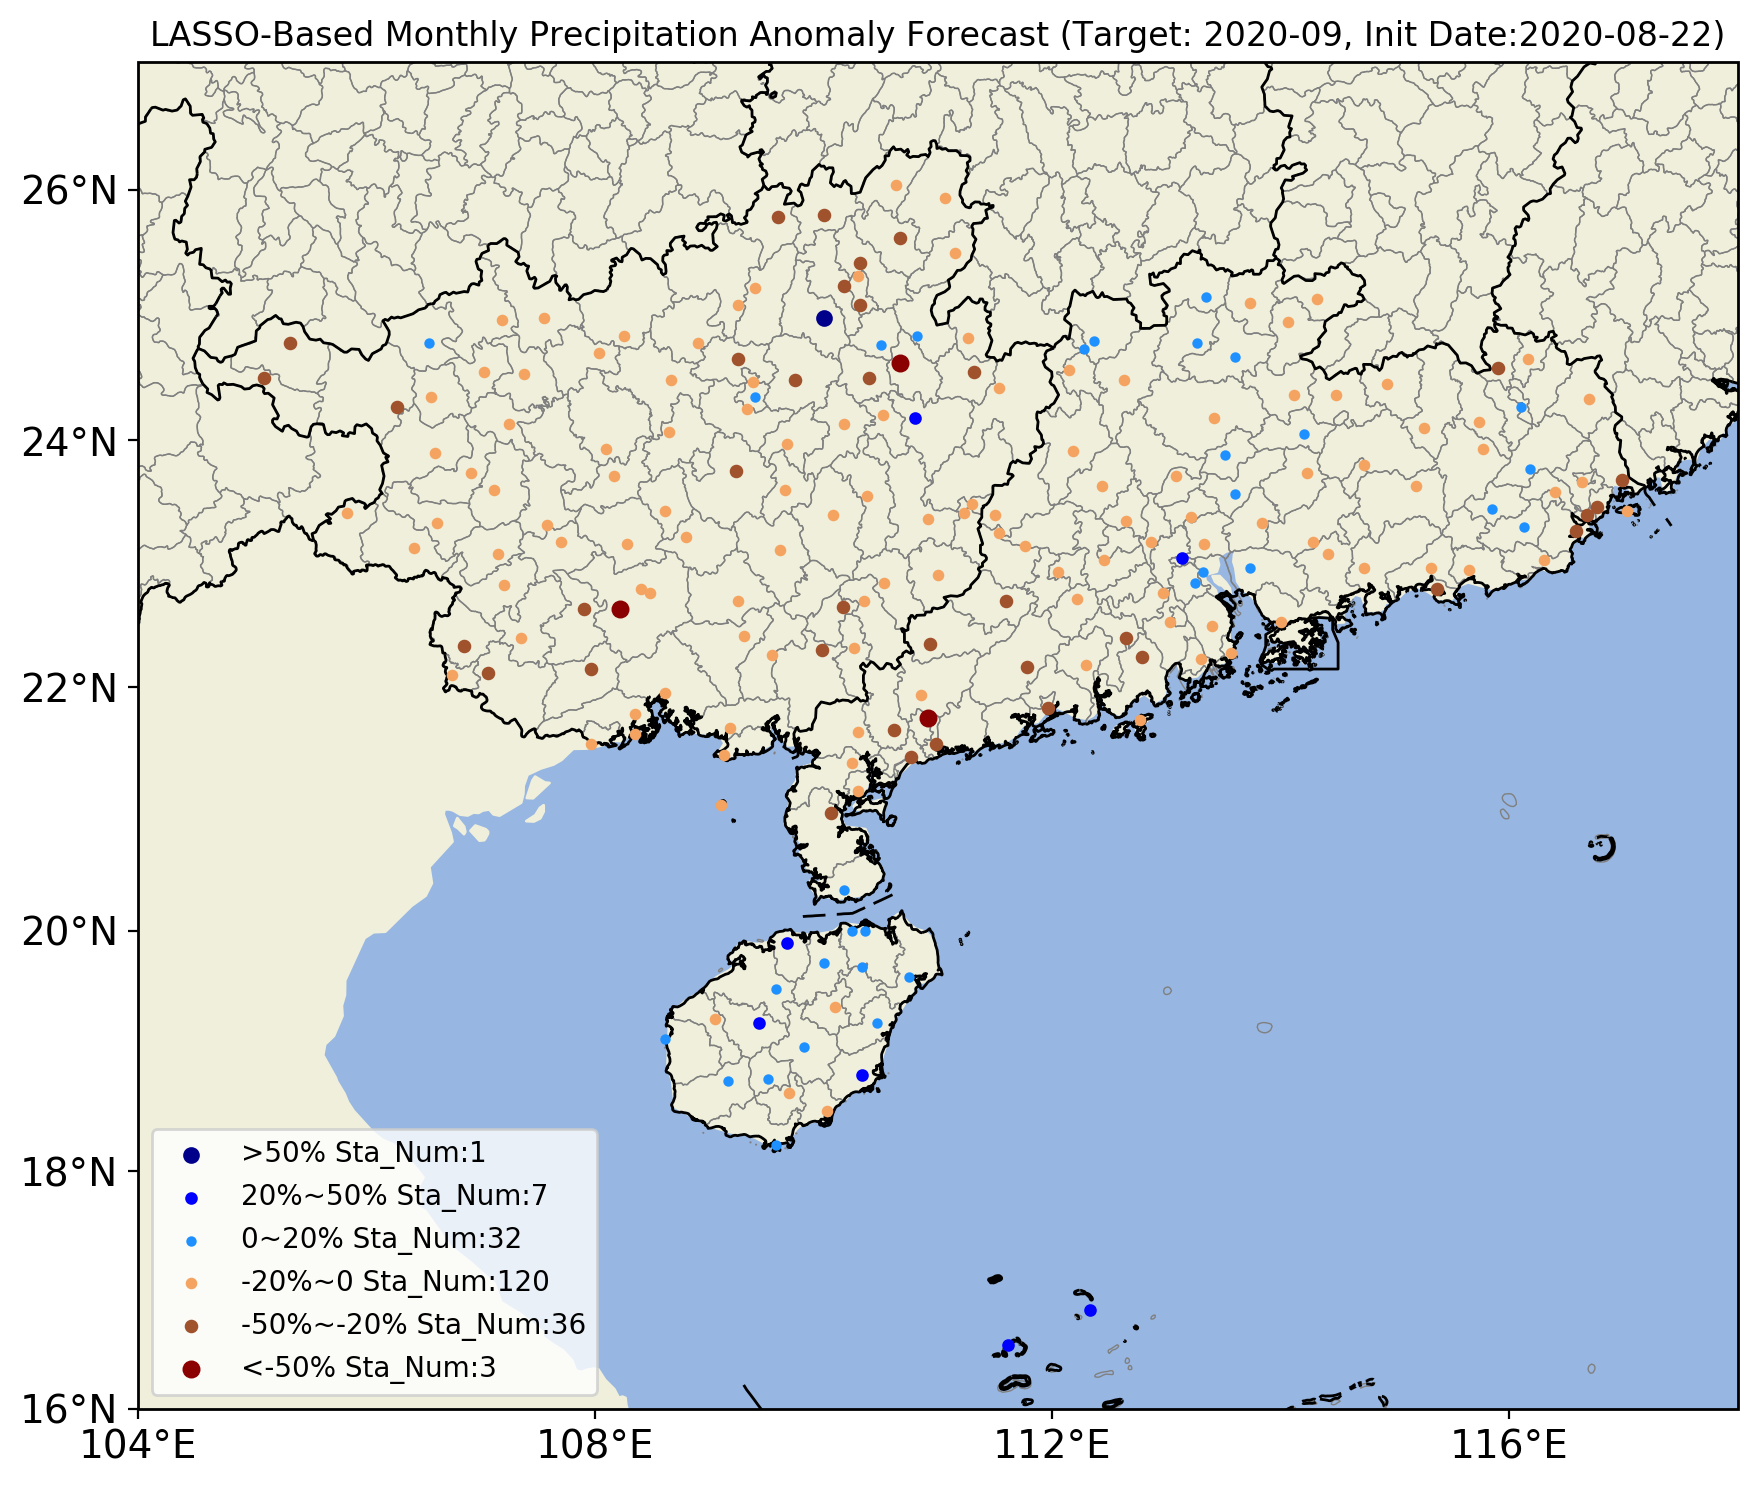 LASSO-Based Monthly Precipitation Anomaly Forecast (Target: 2020-09, Init Date:2020-08-22)
26°N
24°N
22°N
20°N
18°N
16°N
>50% Sta_Num:1
20%~50% Sta_Num:7
0~20% Sta_Num:32
-20%~0 Sta_Num:120
-50%~-20% Sta_Num:36
<-50% Sta_Num:3
104°E
108°E
112°E
116°E